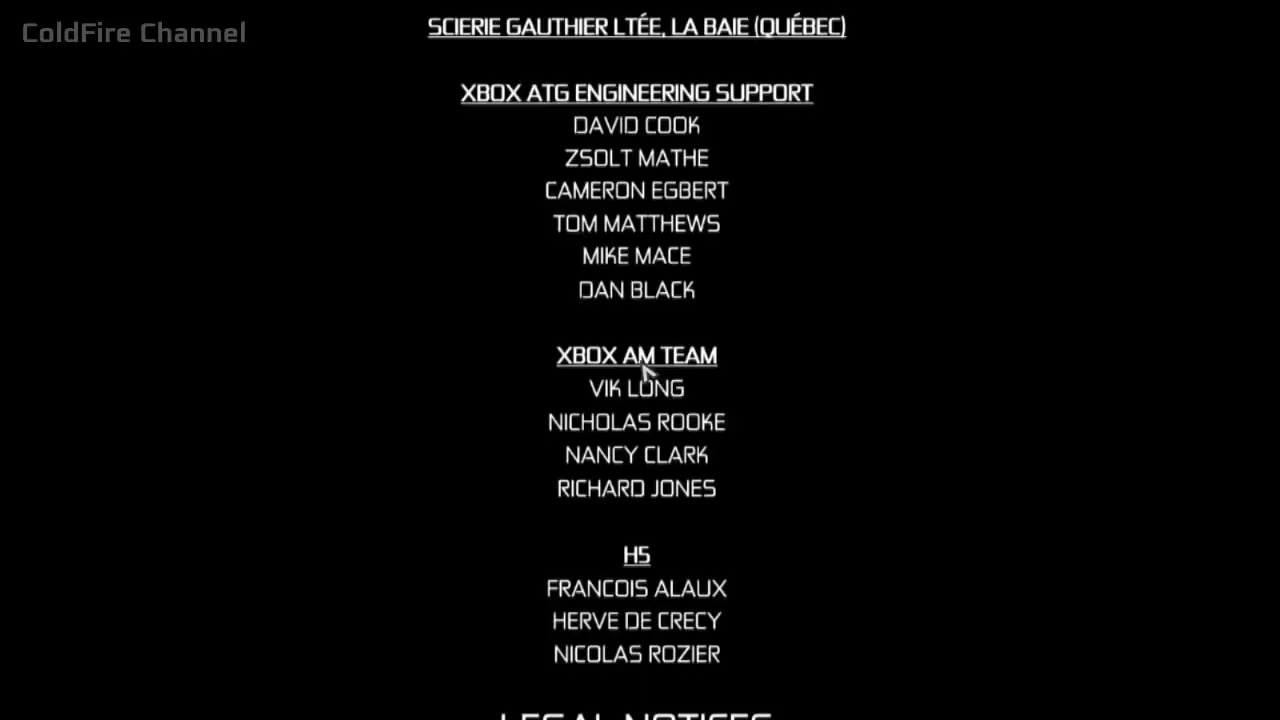 ColdFire Channel
SCIERIE GAUTHIER LTÉE, LA BAIE (QUÉBEC)
XBOX ATG ENGINEERING SUPPORT
DAVID COOK
ZSOLT MATHE
CAMERON EGBERT
TOM MATTHEWS
MIKE MACE
DAN BLACK
XBOX AM TEAM
VIK LONG
NICHOLAS ROOKE
NANCY CLARK
RICHARD JONES
H5
FRANCOIS ALAUX
HERVE DE CRECY
NICOLAS ROZIER
LEGAL NOTICES